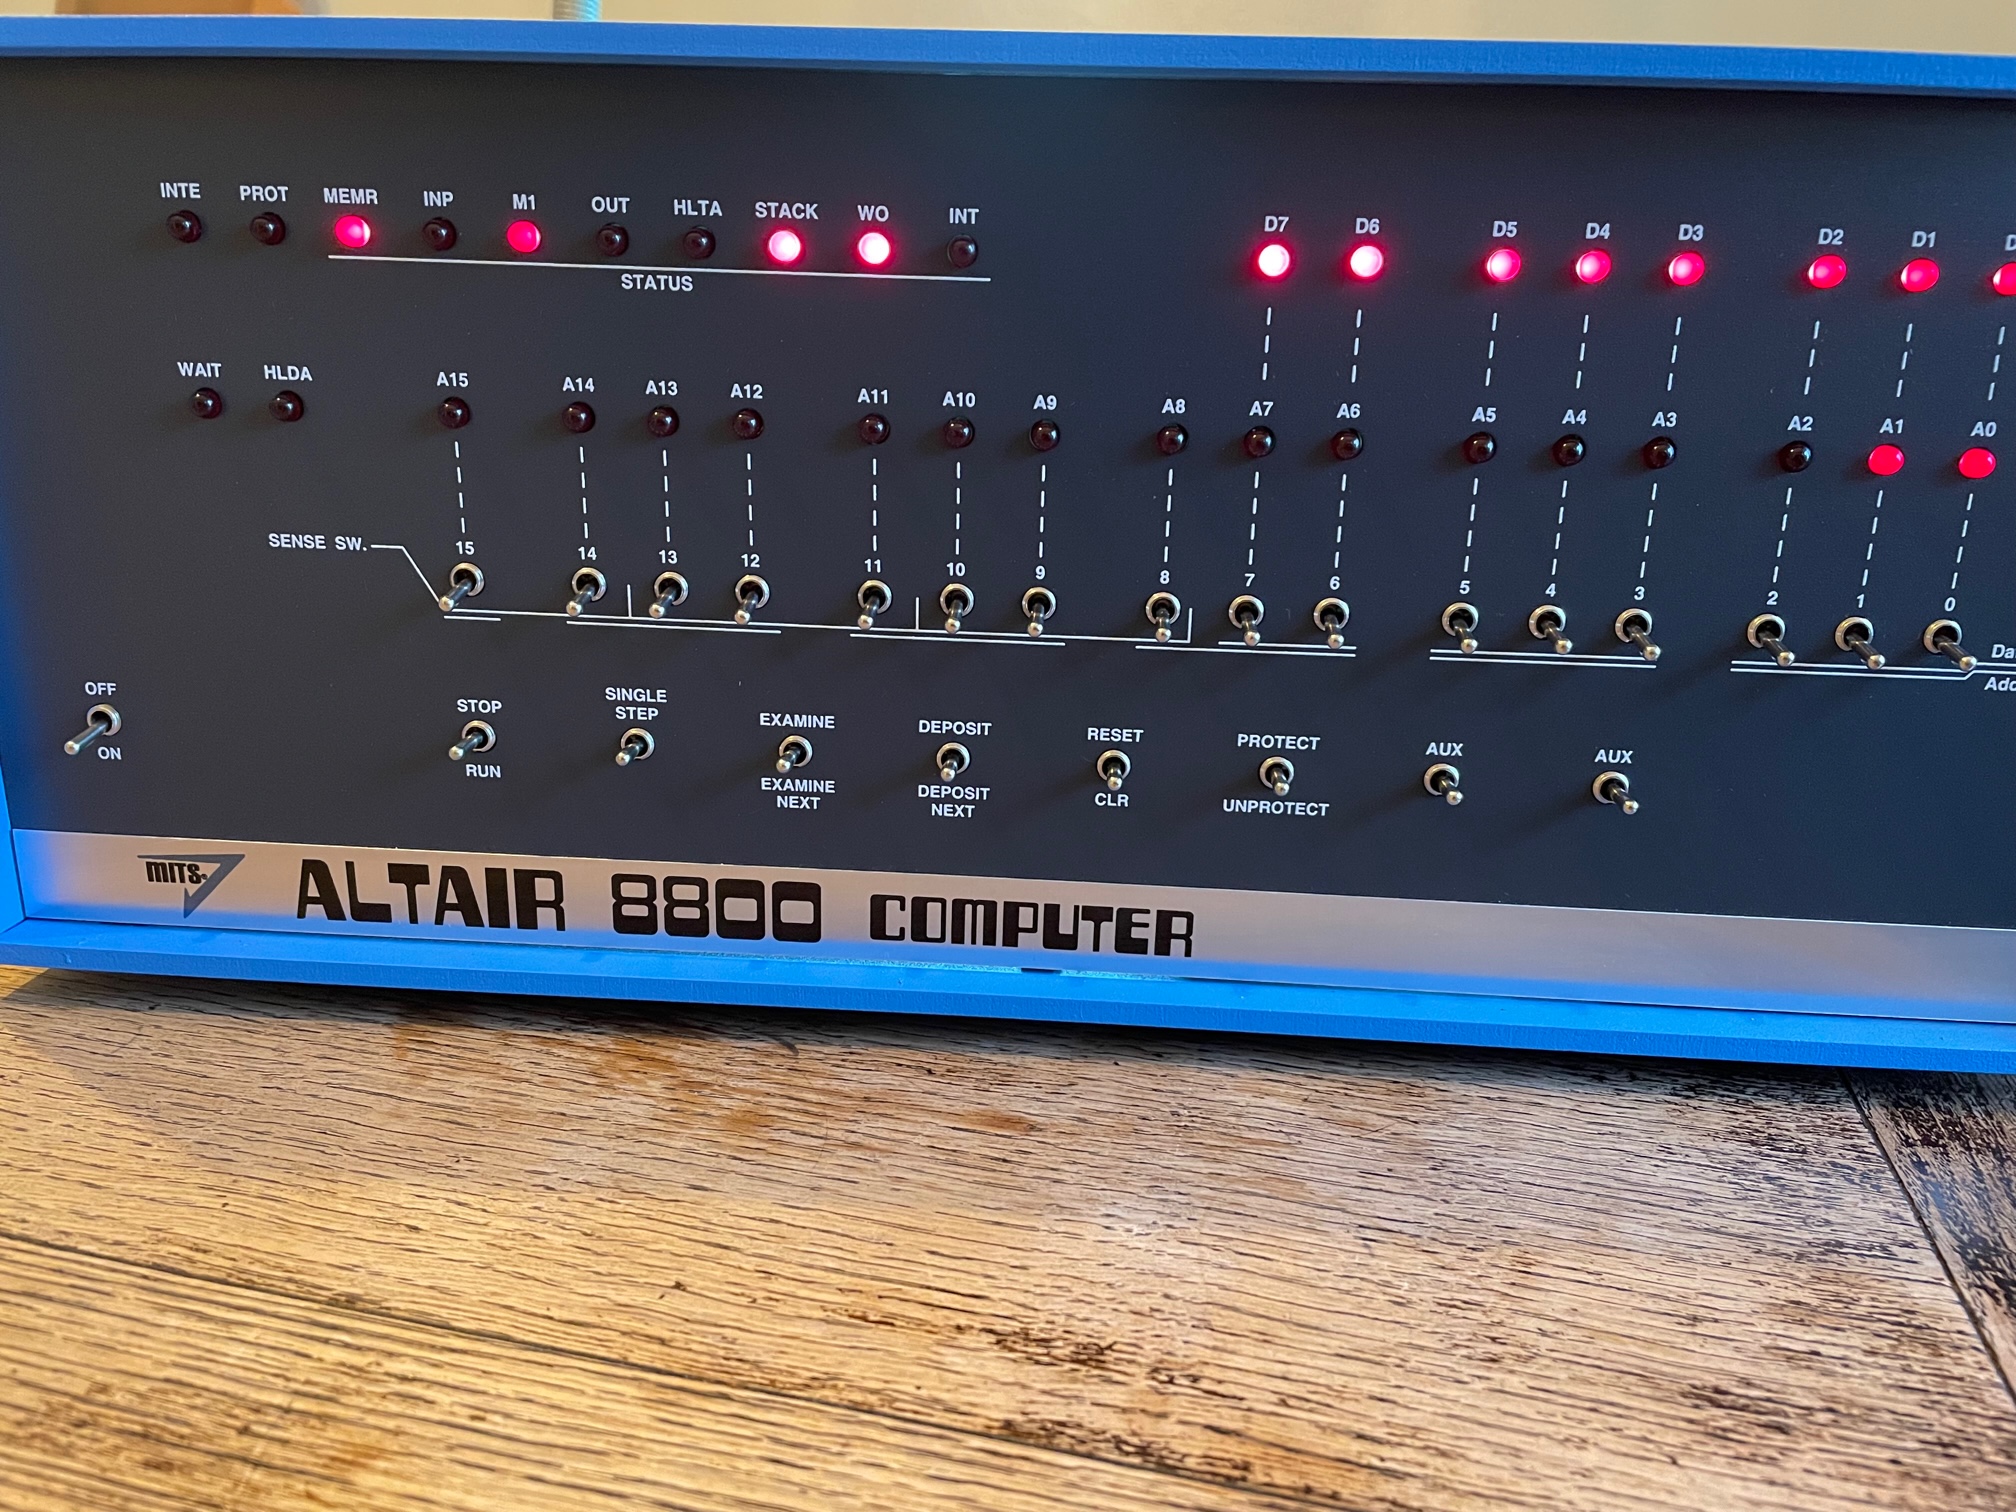 INTE PROT MEMR INP M1 OUT HLTA STACK WO INT D7 D6 D5 D4 D3 D2 D1
STATUS
WAIT HLDA A15 A14 A13 A12 A11 A10 A9 A8 A7 A6 A5 A4 A3 A2 A1 A0
SENSE SW. 15 14 13 12 11 10 9 8 7 6 5 4 3 2 1 0
OFF
ON
STOP
RUN
SINGLE
STEP
EXAMINE
EXAMINE
NEXT
DEPOSIT
DEPOSIT
NEXT
RESET
CLR
PROTECT
UNPROTECT
AUX
AUX
MITS ALTAIR 8800 COMPUTER